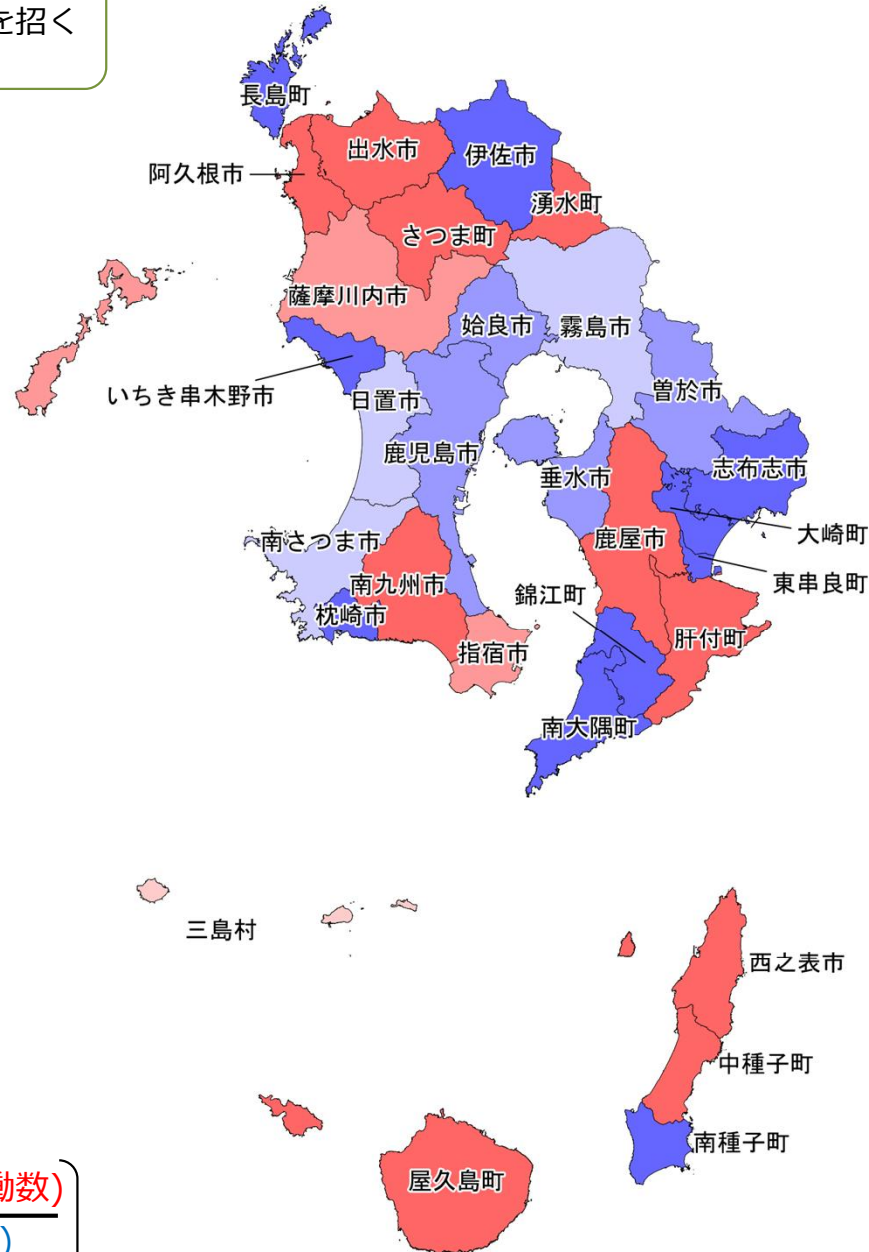 を招く
長島町
出水市
伊佐市
阿久根市
湧水町
さつま町
薩摩川内市
姶良市
霧島市
いちき串木野市
日置市
曽於市
鹿児島市
志布志市
垂水市
大崎町
南さつま市
鹿屋市
東串良町
南九州市
錦江町
枕崎市
肝付町
指宿市
南大隅町
三島村
西之表市
中種子町
南種子町
屋久島町
働数)
)